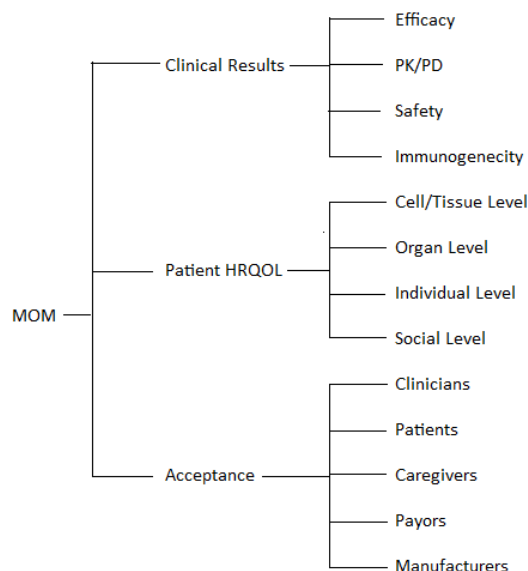 Efficacy
Clinical Results
PK/PD
Safety
Immunogenecity
Cell/Tissue Level
Organ Level
Patient HRQOL
Individual Level
MOM
Social Level
Clinicians
Patients
Acceptance
Caregivers
Payors
Manufacturers